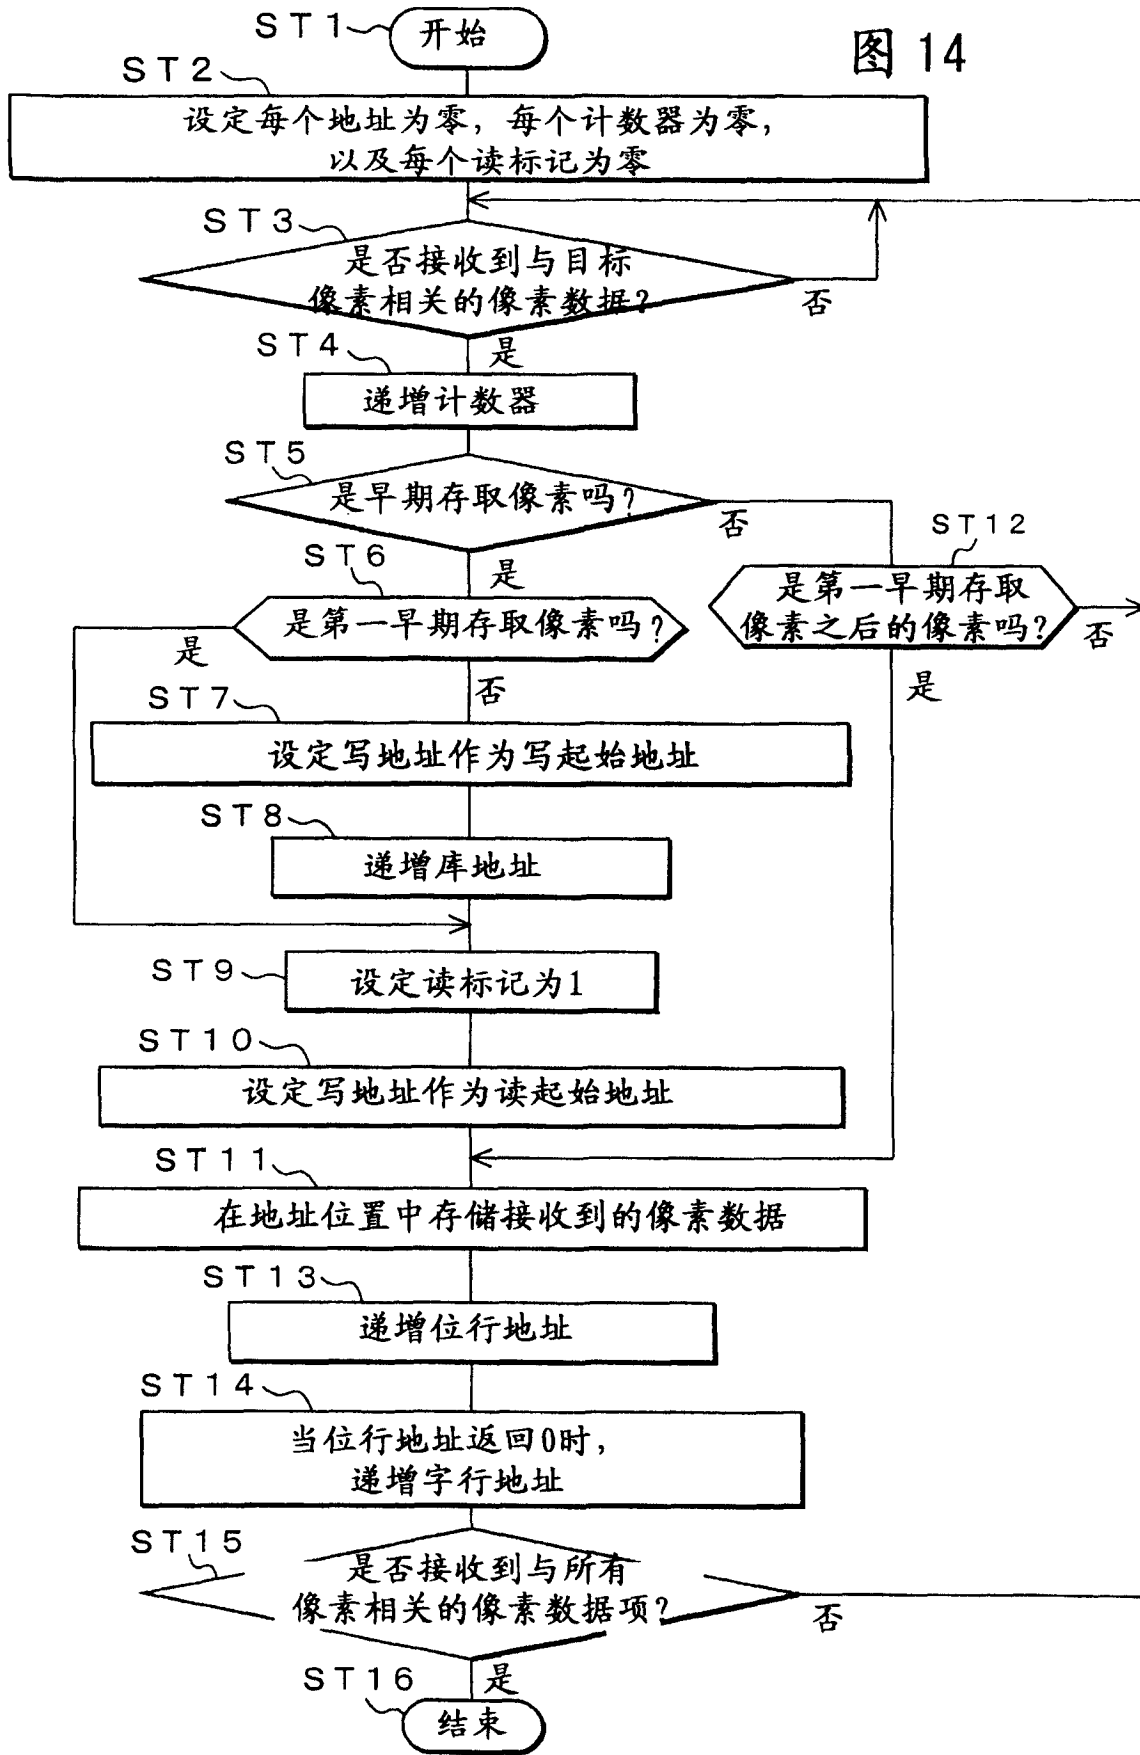 图 14
ST1
开始
ST2
设定每个地址为零，每个计数器为零，
以及每个读标记为零
ST3
是否接收到与目标
像素相关的像素数据？
否
是
ST4
递增计数器
ST5
是早期存取像素吗？
否
是
ST6
是第一早期存取像素吗？
是
否
ST12
是第一早期存取
像素之后的像素吗？
否
是
ST7
设定写地址作为写起始地址
ST8
递增库地址
ST9
设定读标记为1
ST10
设定写地址作为读起始地址
ST11
在地址位置中存储接收到的像素数据
ST13
递增位行地址
ST14
当位行地址返回0时，
递增字行地址
ST15
是否接收到与所有
像素相关的像素数据项？
否
是
ST16
结束